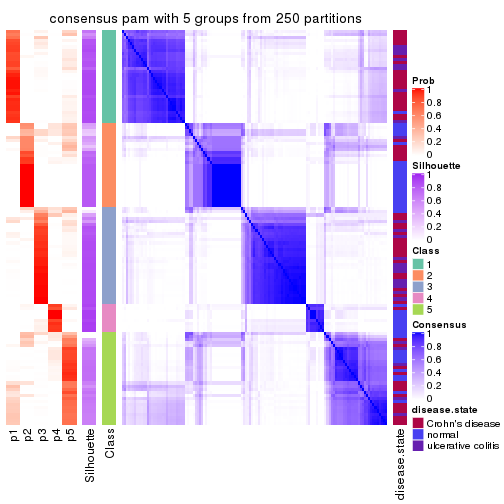 consensus pam with 5 groups from 250 partitions
Prob
1
0.8
0.6
0.4
0.2
0
Silhouette
1
0.8
0.6
0.4
0.2
0
Class
1
2
3
4
5
Consensus
1
0.8
0.6
0.4
0.2
0
disease.state
Crohn's disease
normal
ulcerative colitis
p1
p2
p3
p4
p5
Silhouette
Class
disease.state